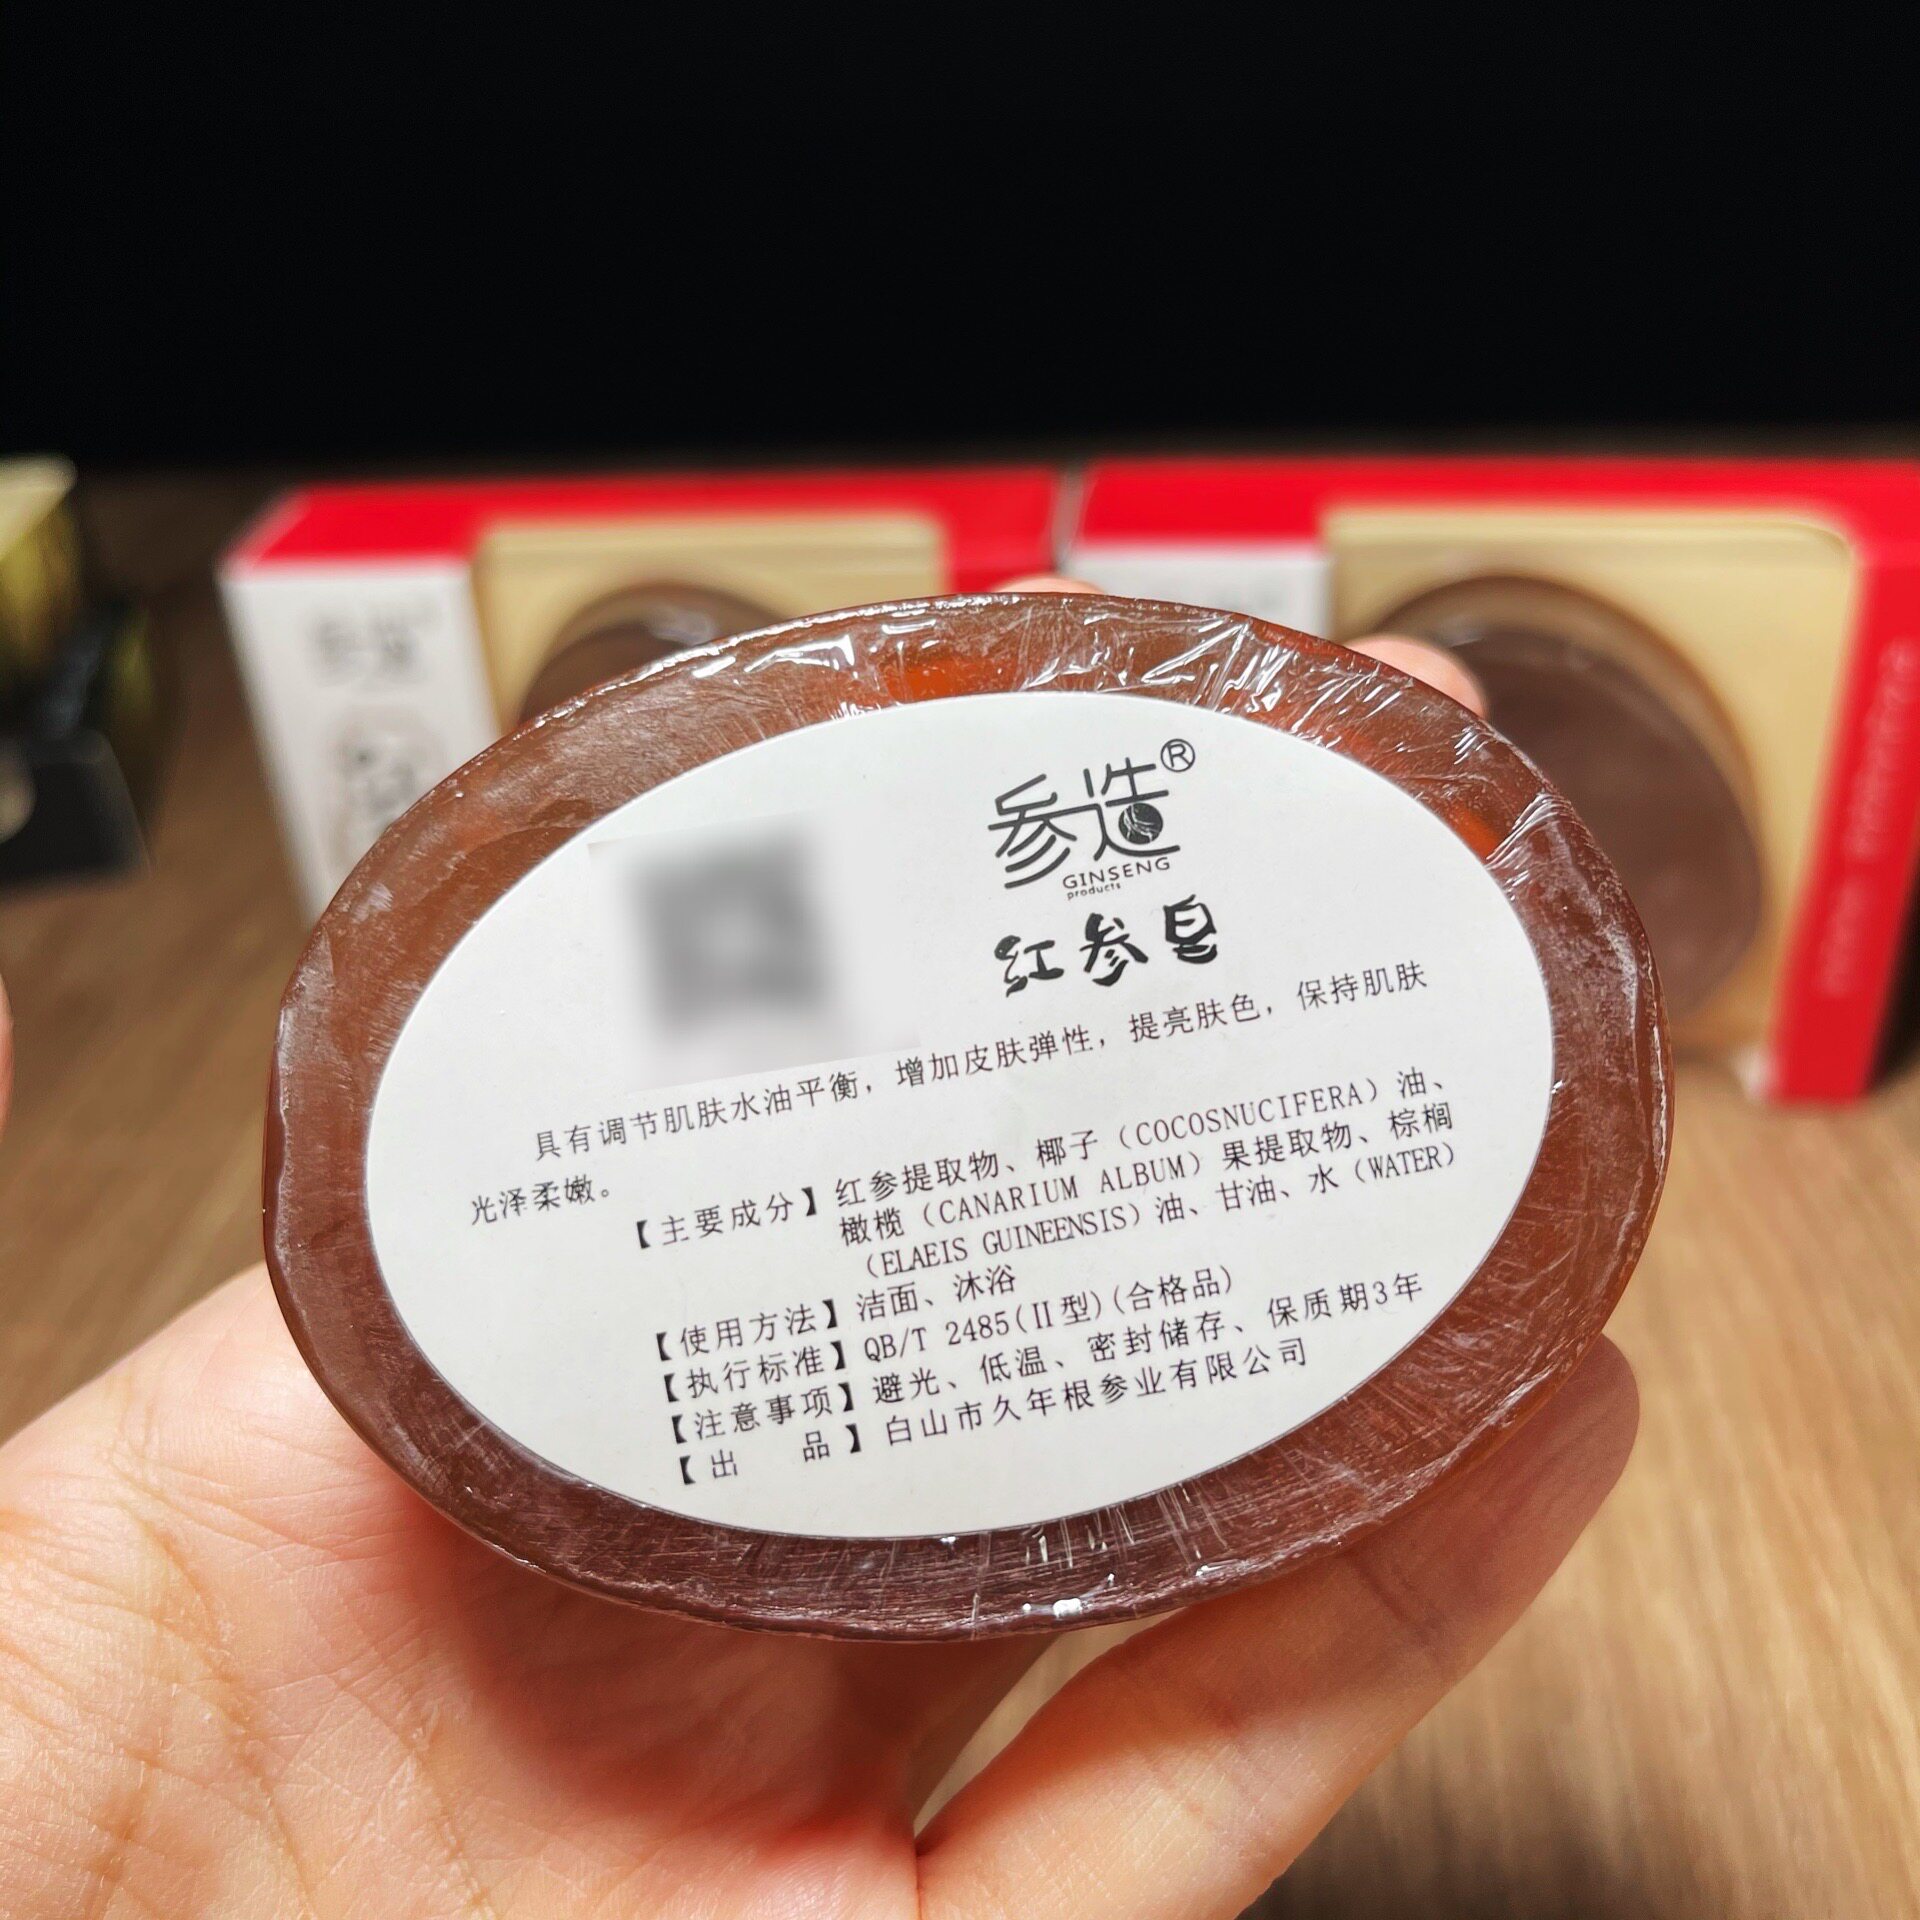 参造®
GINSENG
products
红参皂
具有调节肌肤水油平衡，增加皮肤弹性，提亮肤色，保持肌肤
光泽柔嫩。
【主要成分】红参提取物、椰子（COCOSNUCIFERA）油、
橄榄（CANARIUM ALBUM）果提取物、棕榈
（ELAEIS GUINEENSIS）油、甘油、水（WATER）
【使用方法】洁面、沐浴
【执行标准】QB/T 2485(Ⅱ型)(合格品)
【注意事项】避光、低温、密封储存、保质期3年
【出 品】白山市久年根参业有限公司